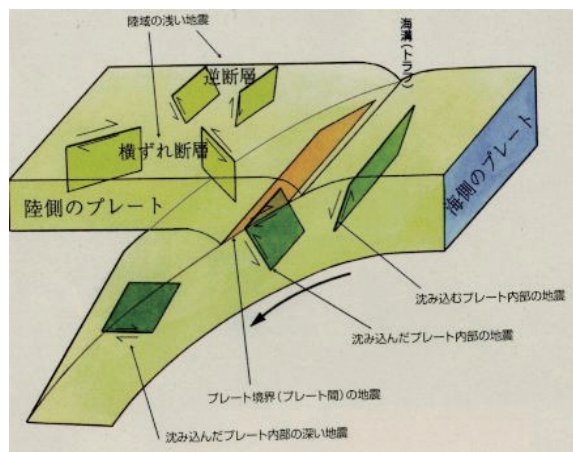 陸域の浅い地震
海溝(トラフ)
逆断層
横ずれ断層
陸側のプレート
海側のプレート
沈み込むプレート内部の地震
沈み込んだプレート内部の地震
プレート境界(プレート間)の地震
沈み込んだプレート内部の深い地震